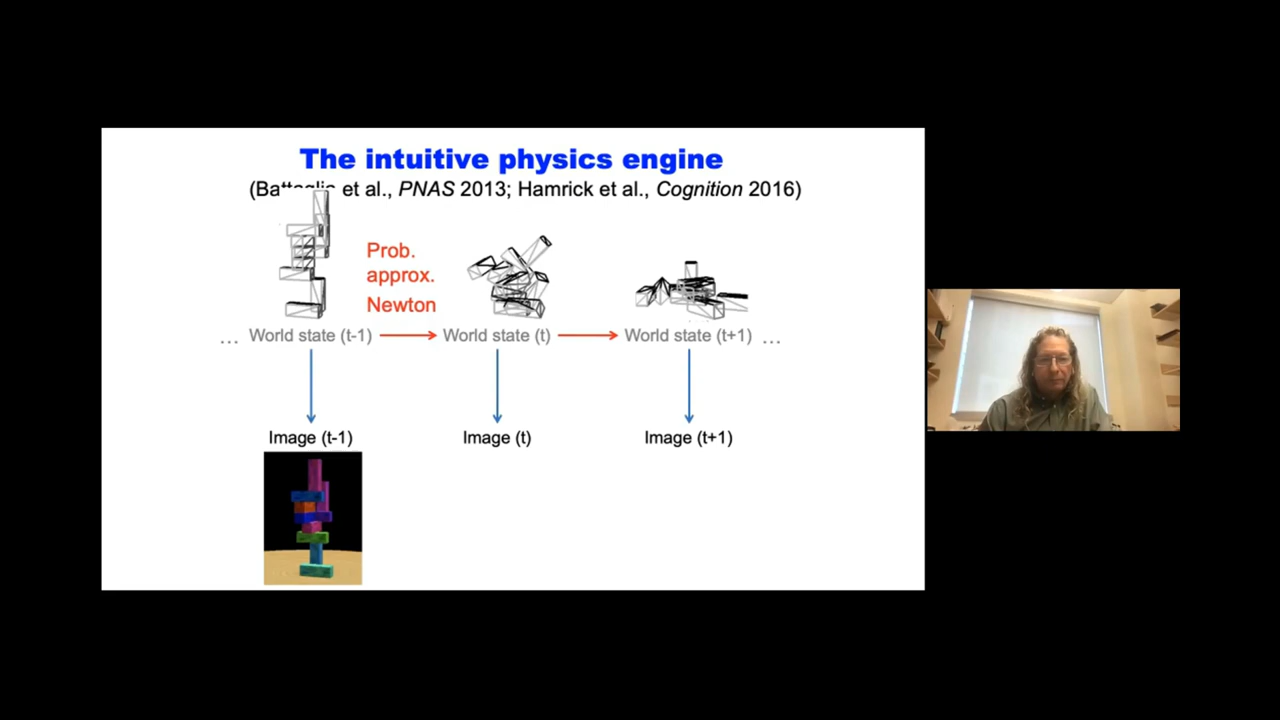 The intuitive physics engine
et al., PNAS 2013; Hamrick et al., Cognition 2016)
Prob.
approx.
Newton
... World state (t-1) World state (t) World state (t+1) ...
Image (t-1) Image (t) Image (t+1)